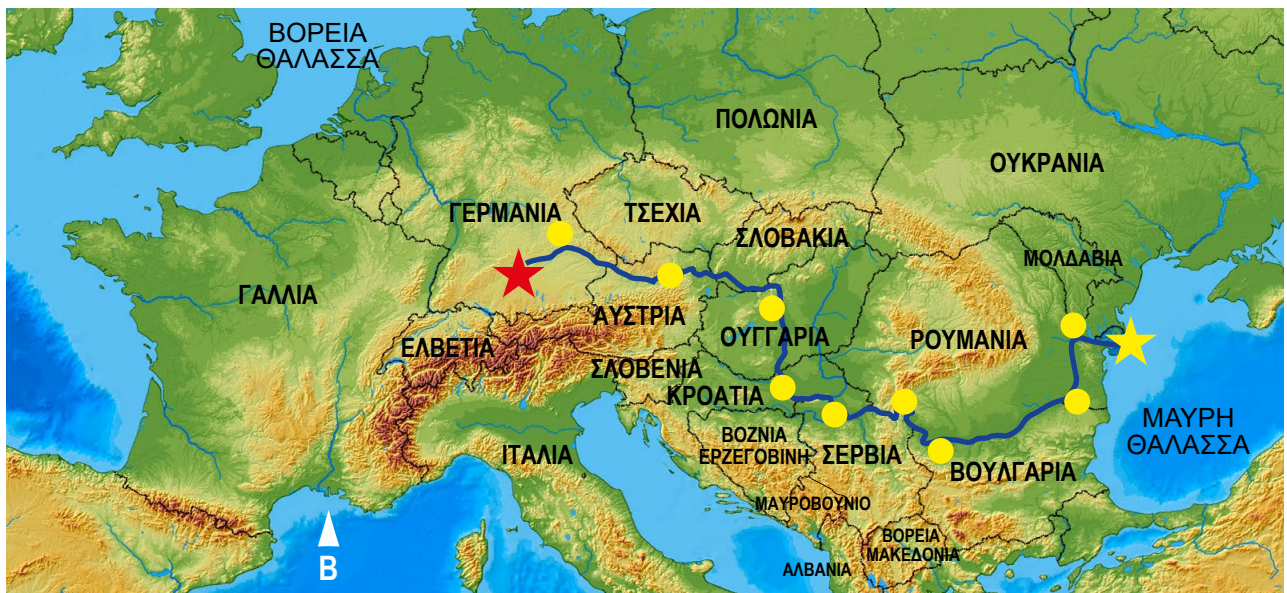 ΒΟΡΕΙΑ
ΘΑΛΑΣΣΑ
ΠΟΛΩΝΙΑ
ΟΥΚΡΑΝΙΑ
ΓΕΡΜΑΝΙΑ
ΤΣΕΧΙΑ
ΣΛΟΒΑΚΙΑ
ΜΟΛΔΑΒΙΑ
ΓΑΛΛΙΑ
ΑΥΣΤΡΙΑ
ΟΥΓΓΑΡΙΑ
ΡΟΥΜΑΝΙΑ
ΕΛΒΕΤΙΑ
ΣΛΟΒΕΝΙΑ
ΚΡΟΑΤΙΑ
ΜΑΥΡΗ
ΘΑΛΑΣΣΑ
ΒΟΖΝΙΑ
ΕΡΖΕΓΟΒΙΝΗ
ΙΤΑΛΙΑ
ΣΕΡΒΙΑ
ΒΟΥΛΓΑΡΙΑ
ΜΑΥΡΟΒΟΥΝΙΟ
ΒΟΡΕΙΑ
ΜΑΚΕΔΟΝΙΑ
ΑΛΒΑΝΙΑ
Β